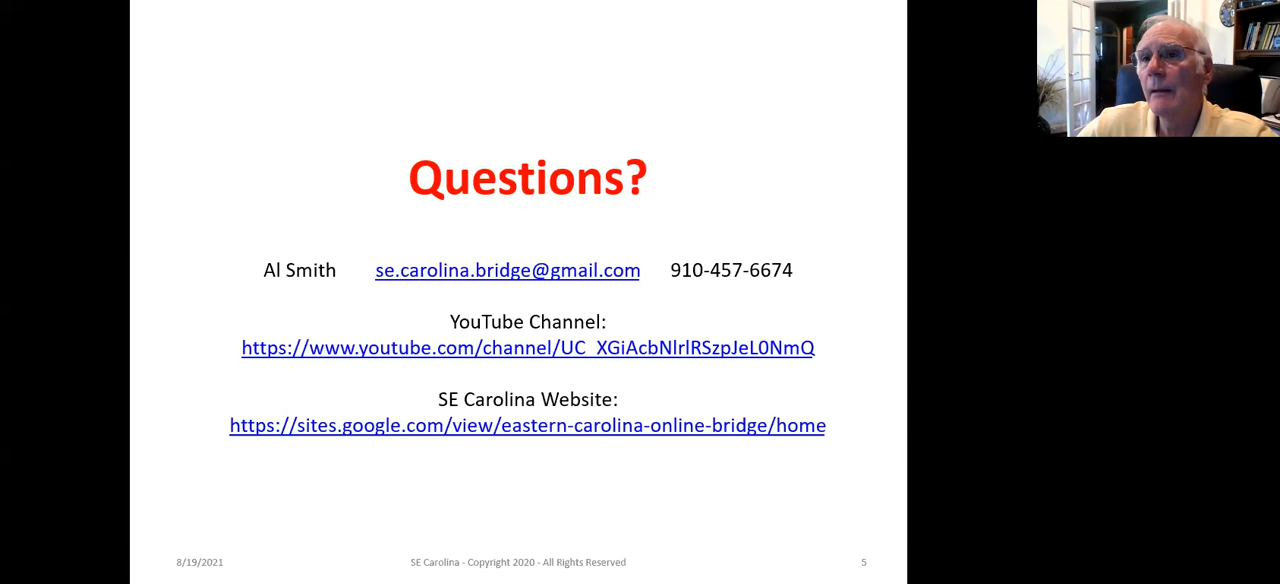 Questions?
Al Smith se.carolina.bridge@gmail.com 910-457-6674
YouTube Channel:
https://www.youtube.com/channel/UC_XGiAcbNlrlRSzpJeL0NmQ
SE Carolina Website:
https://sites.google.com/view/eastern-carolina-online-bridge/home
8/19/2021 SE Carolina - Copyright 2020 - All Rights Reserved 5